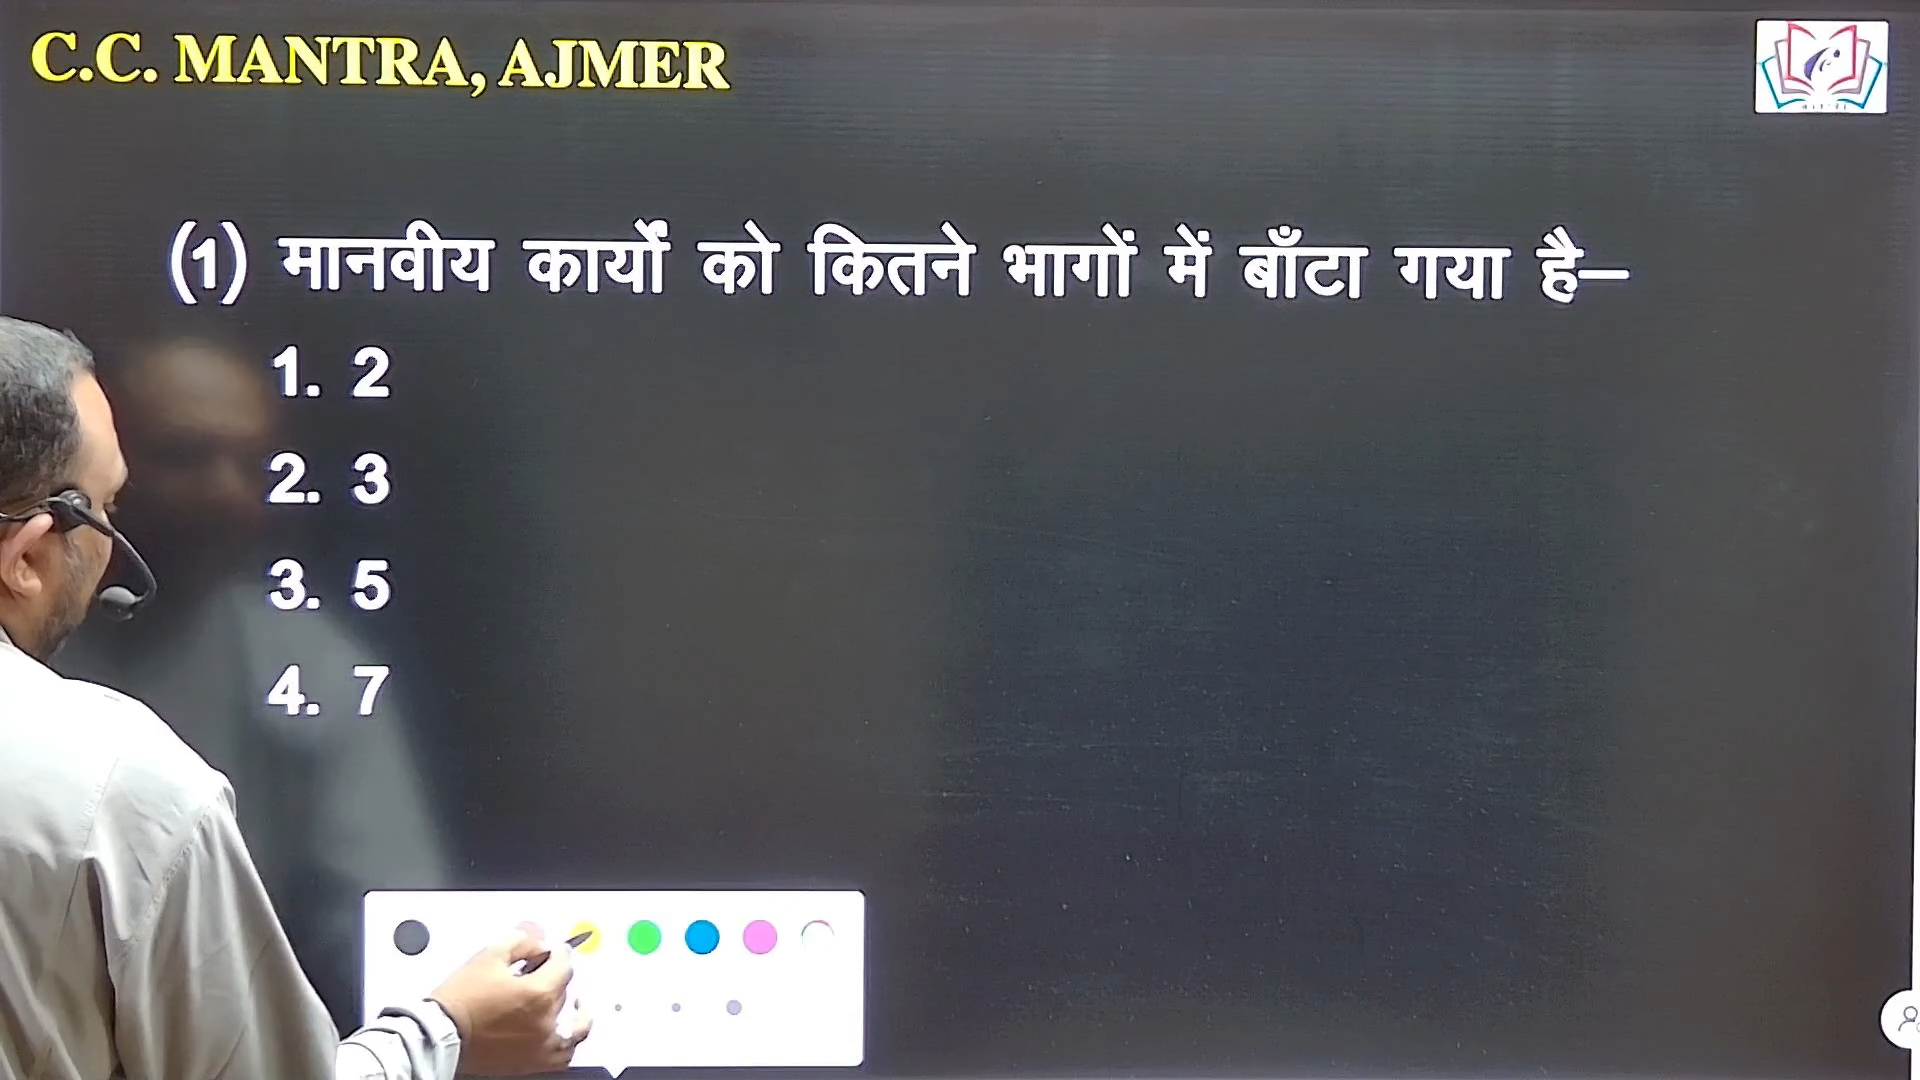 C.C. MANTRA, AJMER
(1) मानवीय कार्यों को कितने भागों में बाँटा गया है–
1. 2
2. 3
3. 5
4. 7